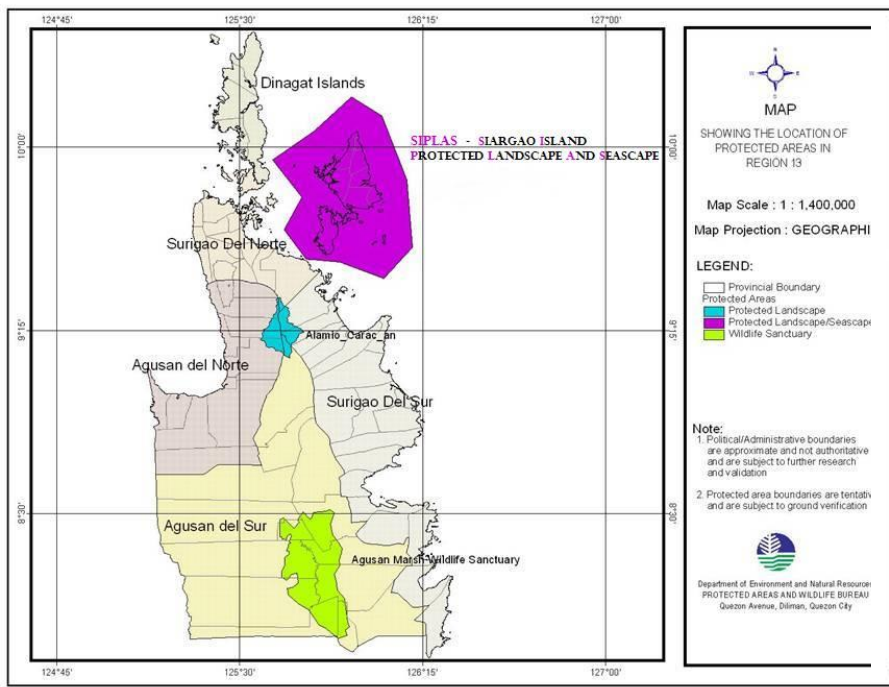 124°45'
125°30'
126°15'
127°00'
Dinagat Islands
10°00'
10°00'
SIPLAS - SIARGAO ISLAND
PROTECTED LANDSCAPE AND SEASCAPE
Surigao Del Norte
9°15'
9°15'
Alamio_Carac_an
Agusan del Norte
Surigao Del Sur
8°30'
8°30'
Agusan del Sur
Agusan Marsh Wildlife Sanctuary
124°45'
125°30'
126°15'
127°00'
N
E
S
MAP
SHOWING THE LOCATION OF
PROTECTED AREAS IN
REGION 13
Map Scale : 1 : 1,400,000
Map Projection : GEOGRAPHI
LEGEND:
Provincial Boundary
Protected Areas
Protected Landscape
Protected Landscape/Seascape
Wildlife Sanctuary
Note:
1. Political/Administrative boundaries
are approximate and not authoritative
and are subject to further research
and validation
2. Protected area boundaries are tentativ
and are subject to ground verification
Department of Environment and Natural Resources
PROTECTED AREAS AND WILDLIFE BUREAU
Quezon Avenue, Diliman, Quezon City